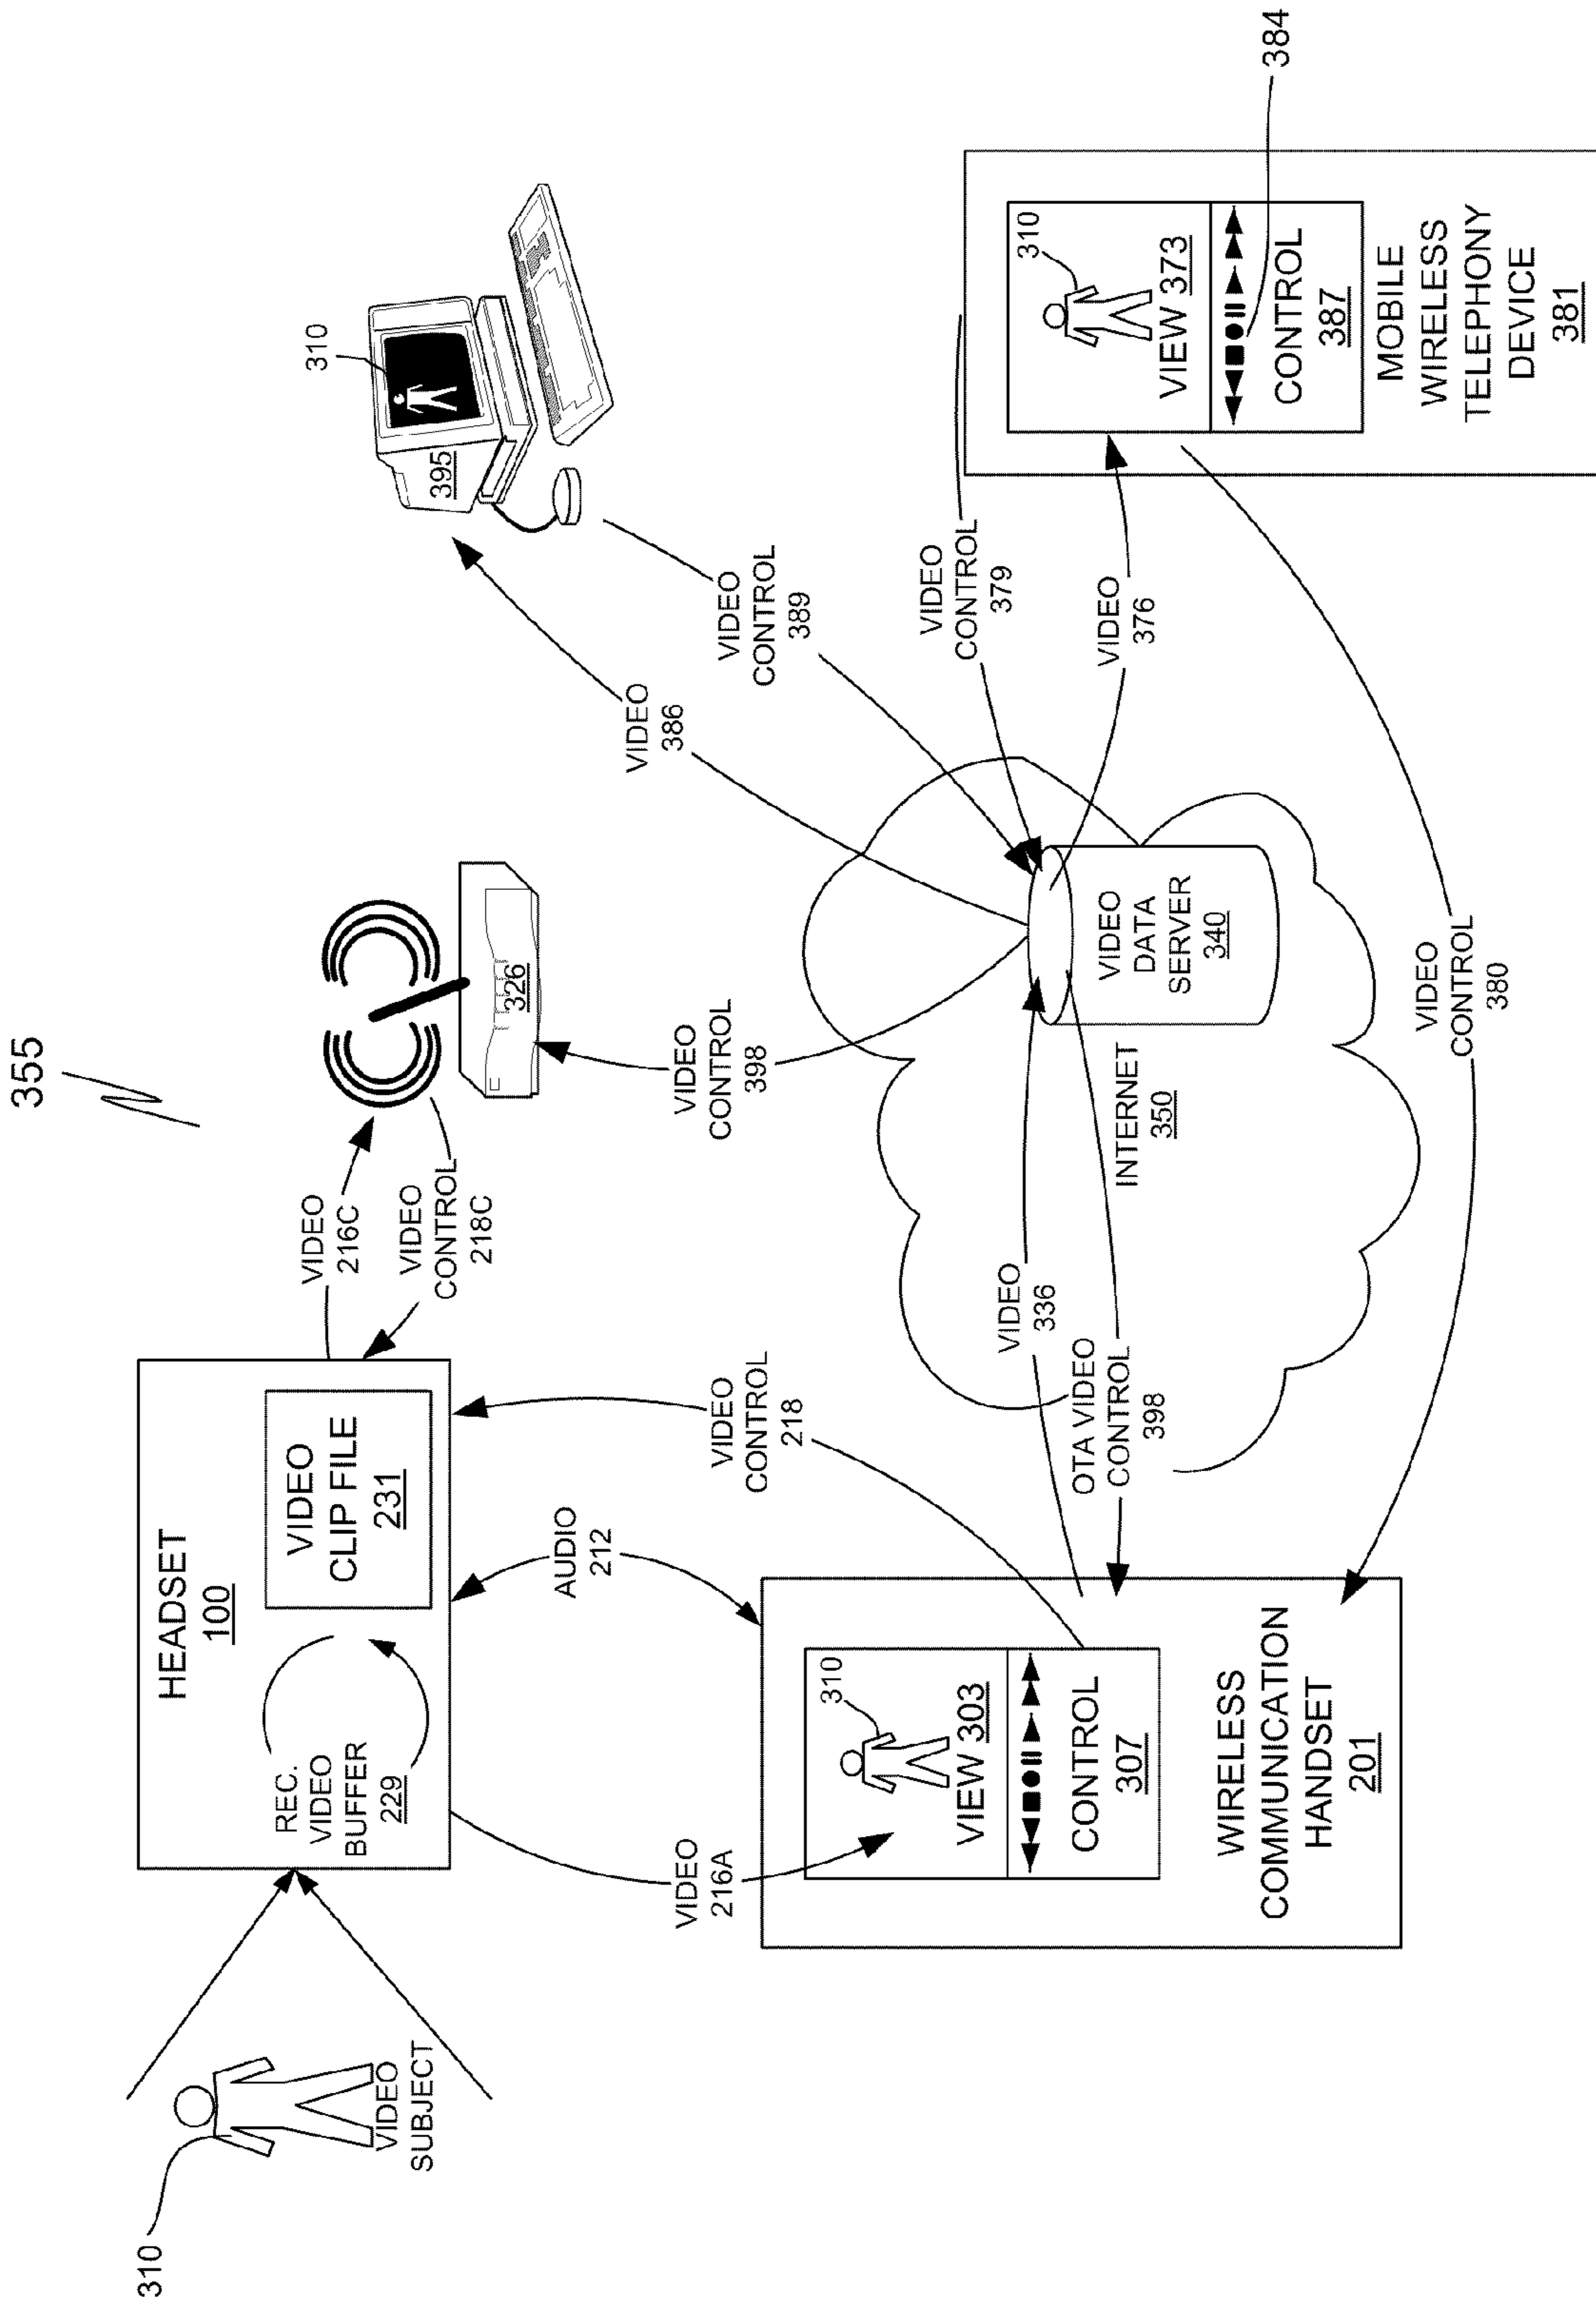 355
310
VIDEO
SUBJECT
HEADSET
100
REC.
VIDEO
BUFFER
229
VIDEO
CLIP FILE
231
VIDEO
216C
VIDEO
CONTROL
218C
326
310
395
VIDEO
216A
AUDIO
212
VIDEO
CONTROL
218
VIDEO
CONTROL
398
VIDEO
386
VIDEO
CONTROL
389
310
VIEW 303
CONTROL
307
WIRELESS
COMMUNICATION
HANDSET
201
VIDEO
336
OTA VIDEO
CONTROL
398
INTERNET
350
VIDEO
DATA
SERVER
340
VIDEO
CONTROL
379
VIDEO
376
VIDEO
CONTROL
380
310
VIEW 373
CONTROL
387
MOBILE
WIRELESS
TELEPHONY
DEVICE
381
384